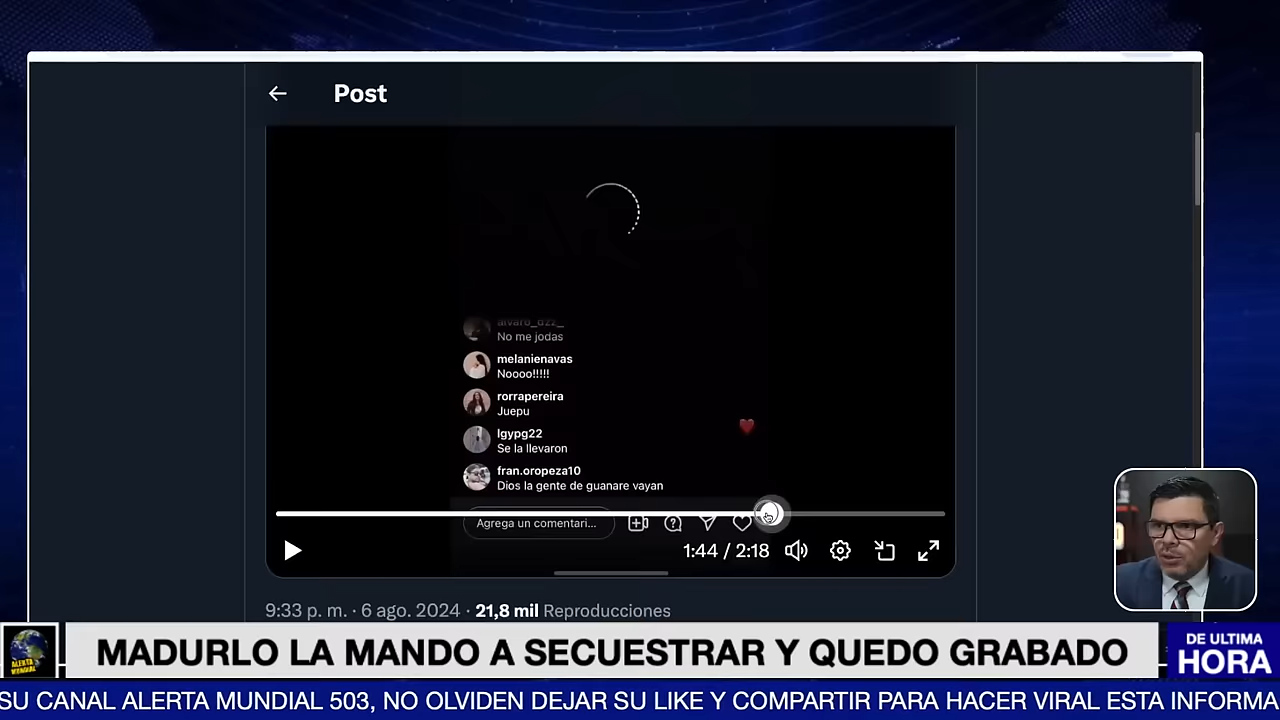 Post
alvaro_dzz_
No me jodas
melanienavas
Noooo!!!!!
rorrapereira
Juepu
lgypg22
Se la llevaron
fran.oropeza10
Dios la gente de guanare vayan
Agrega un comentari...
1:44 / 2:18
9:33 p. m. · 6 ago. 2024 · 21,8 mil Reproducciones
ALERTA MUNDIAL
MADURLO LA MANDO A SECUESTRAR Y QUEDO GRABADO
DE ULTIMA
HORA
SU CANAL ALERTA MUNDIAL 503, NO OLVIDEN DEJAR SU LIKE Y COMPARTIR PARA HACER VIRAL ESTA INFORMA